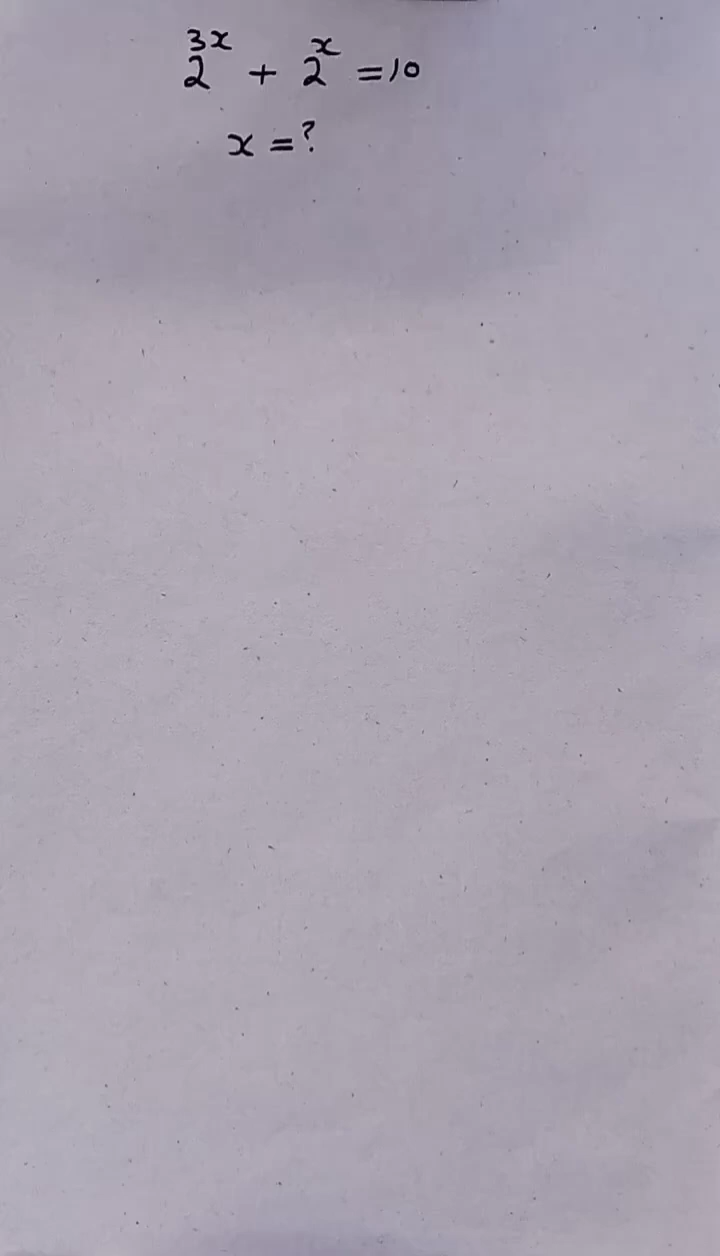 2^{3x} + 2^x = 10
x = ?